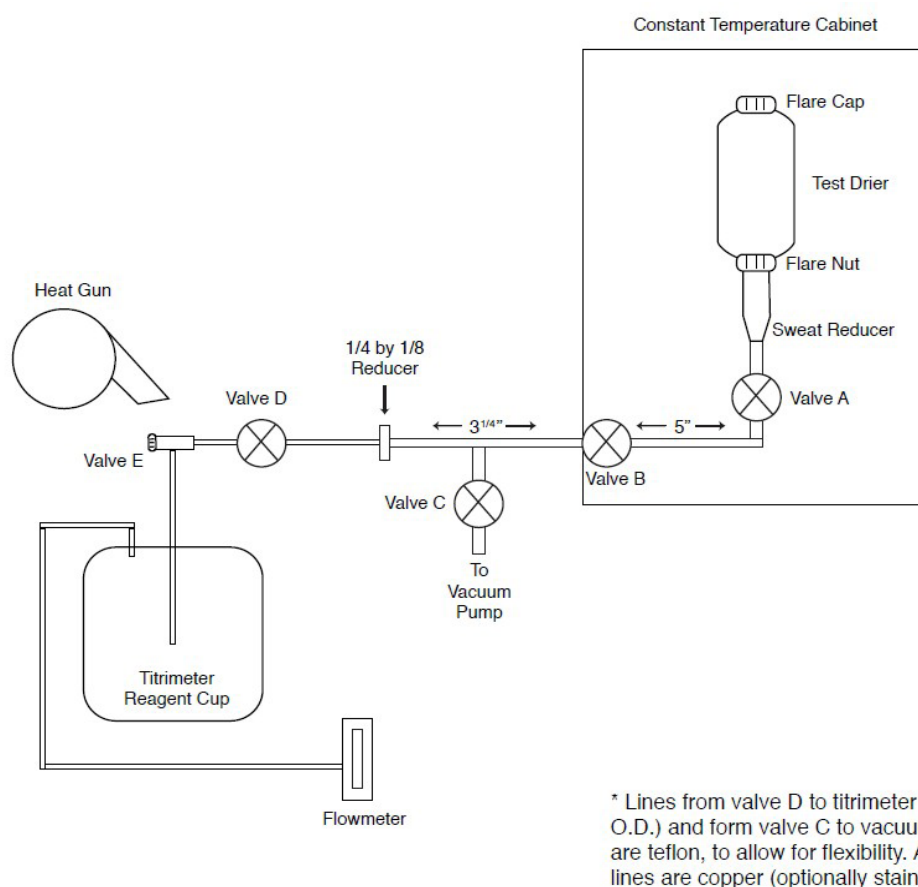 Constant Temperature Cabinet
Flare Cap
Test Drier
Flare Nut
Heat Gun
Sweat Reducer
1/4 by 1/8
Reducer
Valve D
Valve A
3 1/4”
5”
Valve E
Valve B
Valve C
To
Vacuum
Pump
Titrimeter
Reagent Cup
Flowmeter
* Lines from valve D to titrimeter
O.D.) and form valve C to vacuu
are teflon, to allow for flexibility. A
lines are copper (optionally stain